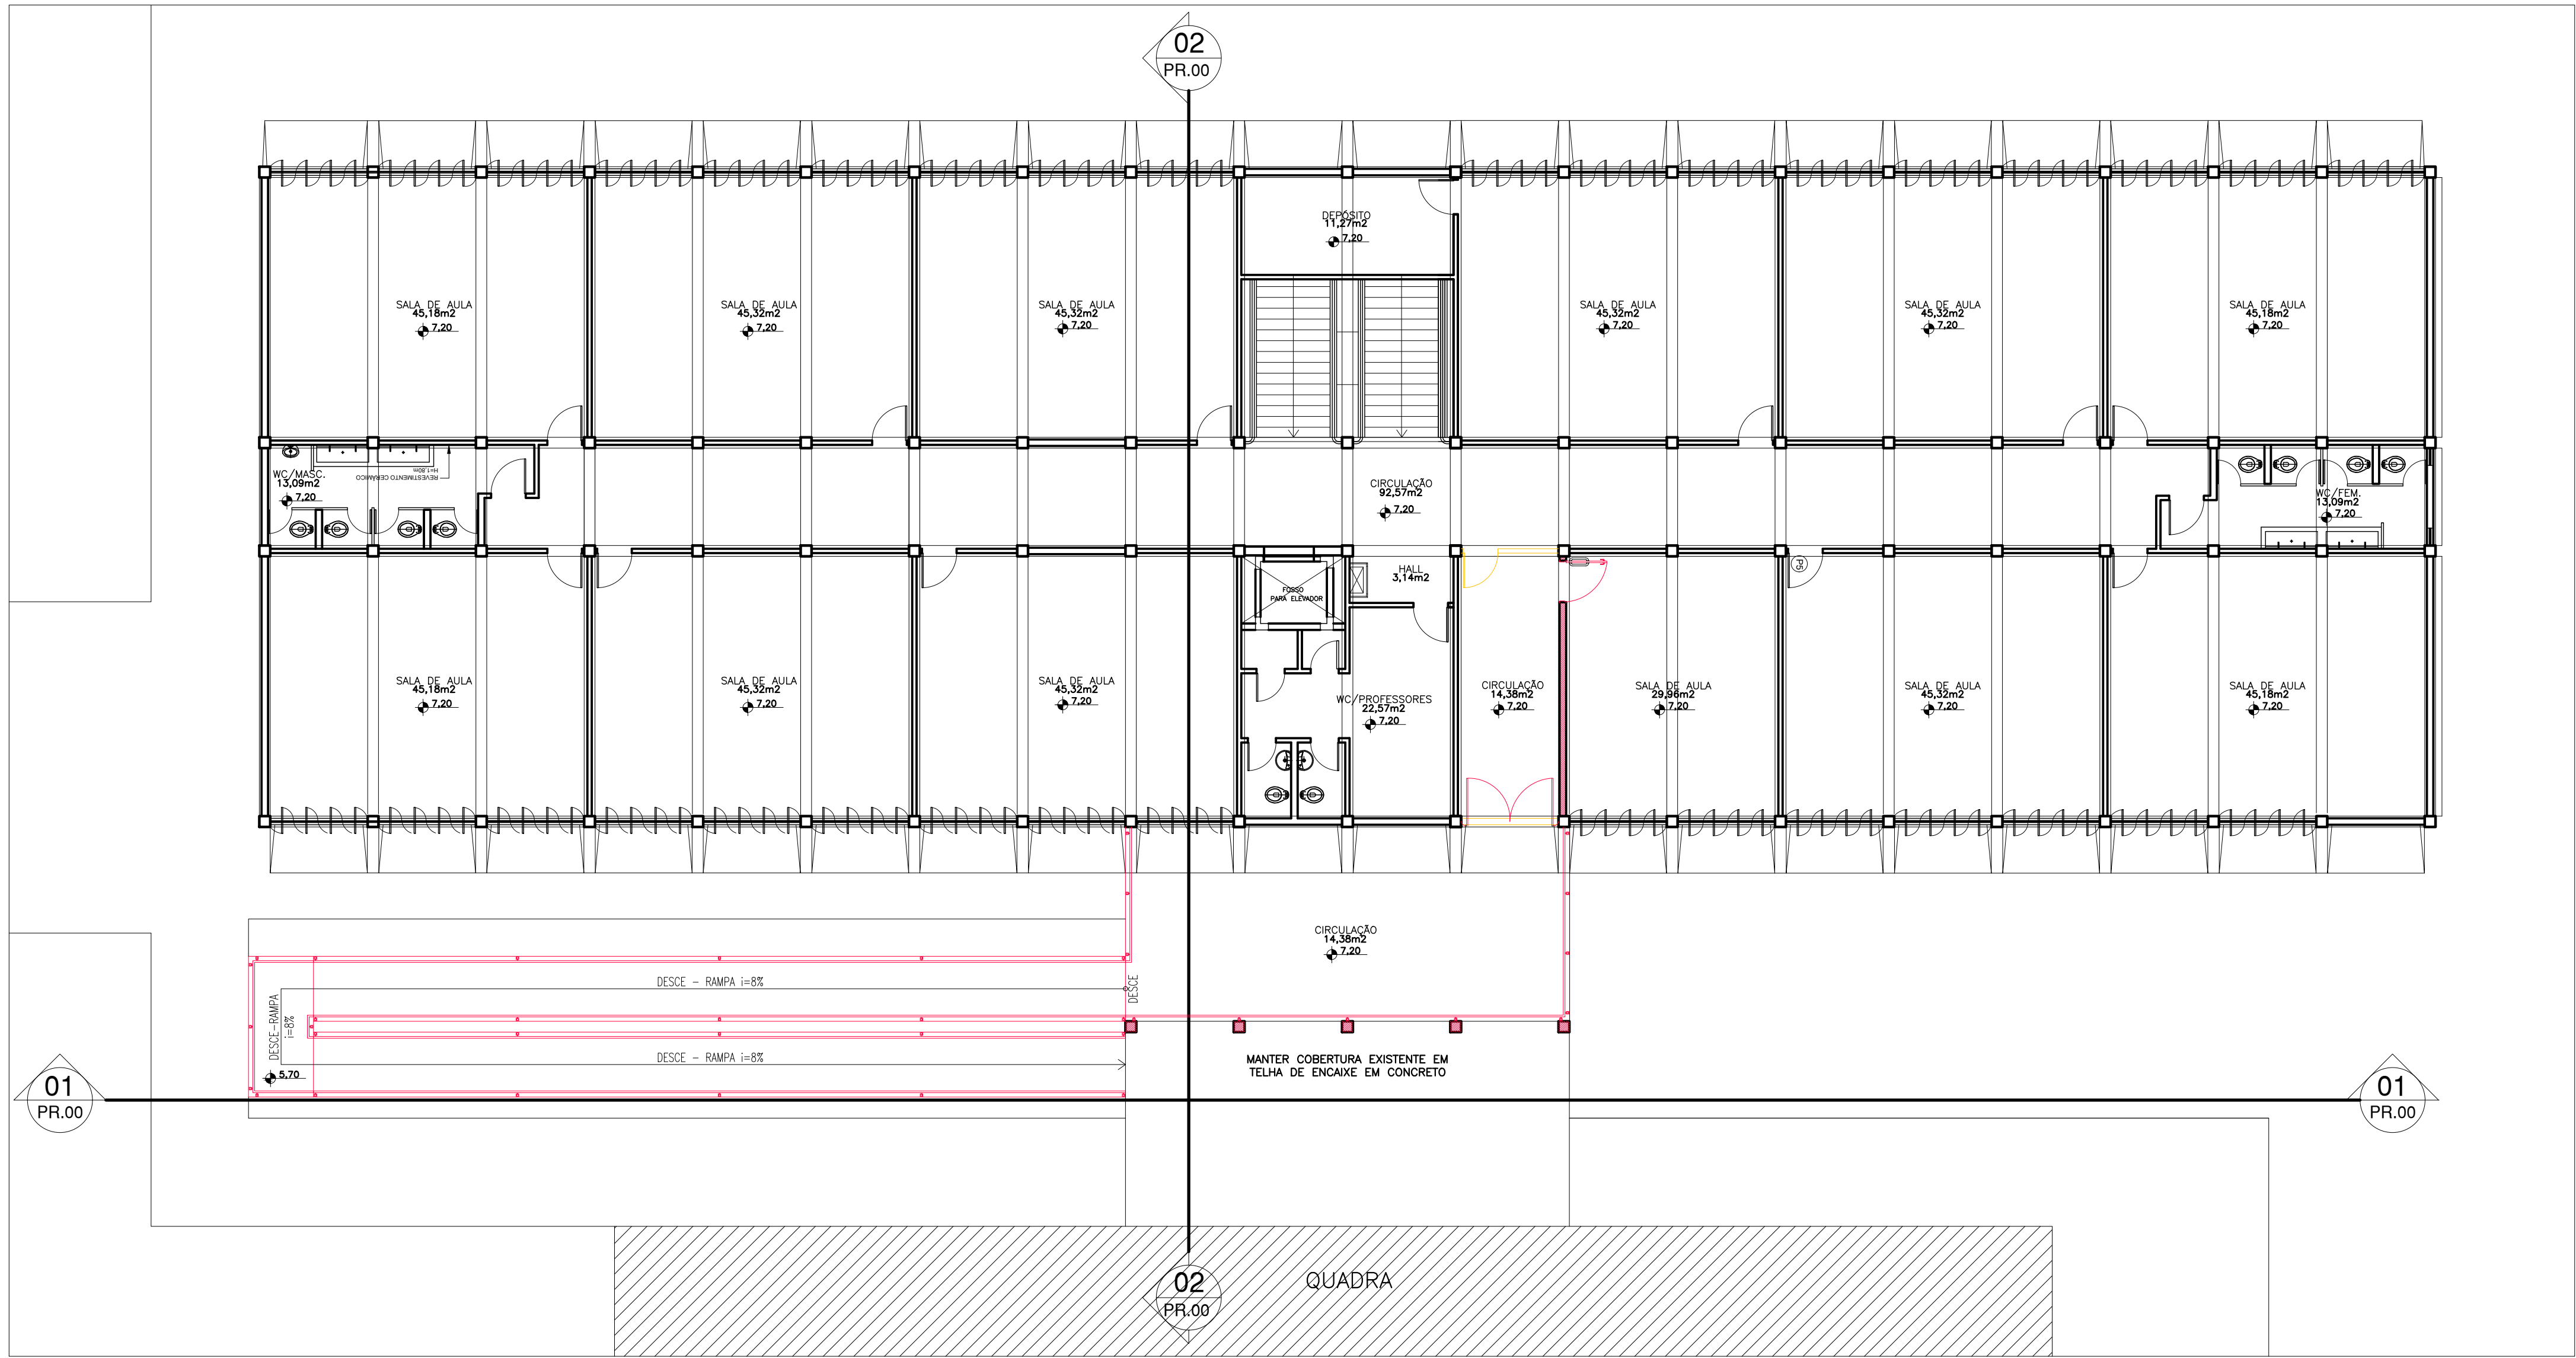 02
PR.00
DEPÓSITO
11,27m2
7,20
SALA DE AULA
45,18m2
7,20
SALA DE AULA
45,32m2
7,20
SALA DE AULA
45,32m2
7,20
SALA DE AULA
45,32m2
7,20
SALA DE AULA
45,32m2
7,20
SALA DE AULA
45,18m2
7,20
WC/MASC.
13,09m2
7,20
REVESTIMENTO CERÂMICO
H=1,80m
CIRCULAÇÃO
92,57m2
7,20
WC/FEM.
13,09m2
7,20
FOSSO
PARA ELEVADOR
HALL
3,14m2
P5
SALA DE AULA
45,18m2
7,20
SALA DE AULA
45,32m2
7,20
SALA DE AULA
45,32m2
7,20
WC/PROFESSORES
22,57m2
7,20
CIRCULAÇÃO
14,38m2
7,20
SALA DE AULA
29,96m2
7,20
SALA DE AULA
45,32m2
7,20
SALA DE AULA
45,18m2
7,20
CIRCULAÇÃO
14,38m2
7,20
DESCE - RAMPA i=8%
DESCE
DESCE-RAMPA
i=8%
DESCE - RAMPA i=8%
5,70
MANTER COBERTURA EXISTENTE EM
TELHA DE ENCAIXE EM CONCRETO
01
PR.00
01
PR.00
QUADRA
02
PR.00